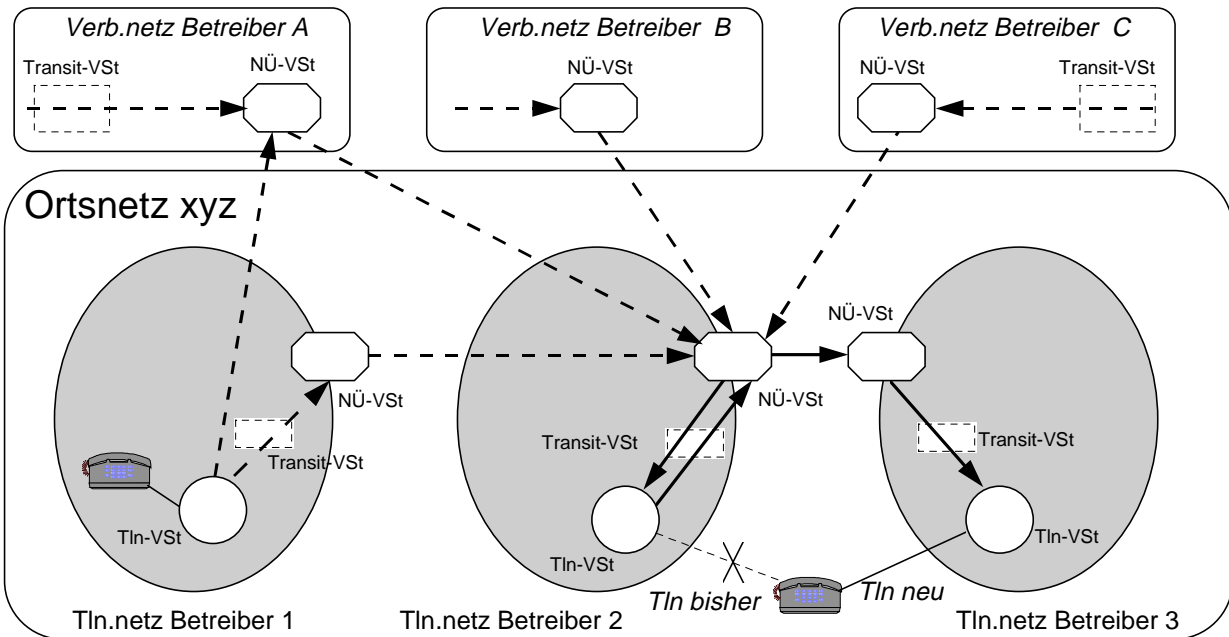 Verb.netz Betreiber A
Verb.netz Betreiber B
Verb.netz Betreiber C
Transit-VSt
NÜ-VSt
NÜ-VSt
NÜ-VSt
Transit-VSt
Ortsnetz xyz
NÜ-VSt
NÜ-VSt
NÜ-VSt
Transit-VSt
Transit-VSt
Transit-VSt
Tln-VSt
Tln-VSt
Tln-VSt
Tln bisher
Tln neu
Tln.netz Betreiber 1
Tln.netz Betreiber 2
Tln.netz Betreiber 3